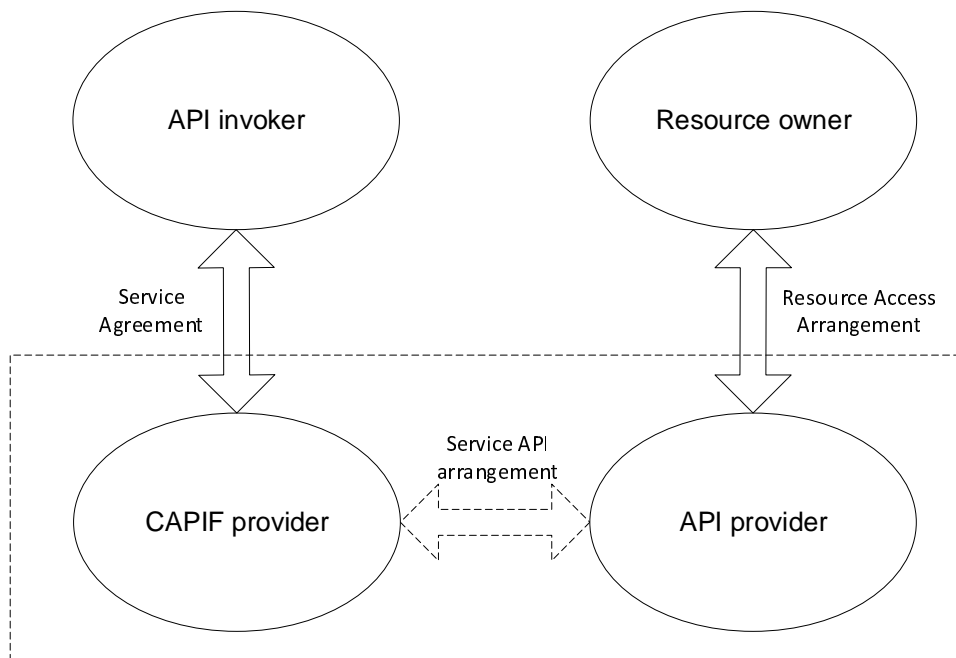 API invoker
Resource owner
Service
Agreement
Resource Access
Arrangement
Service API
arrangement
CAPIF provider
API provider